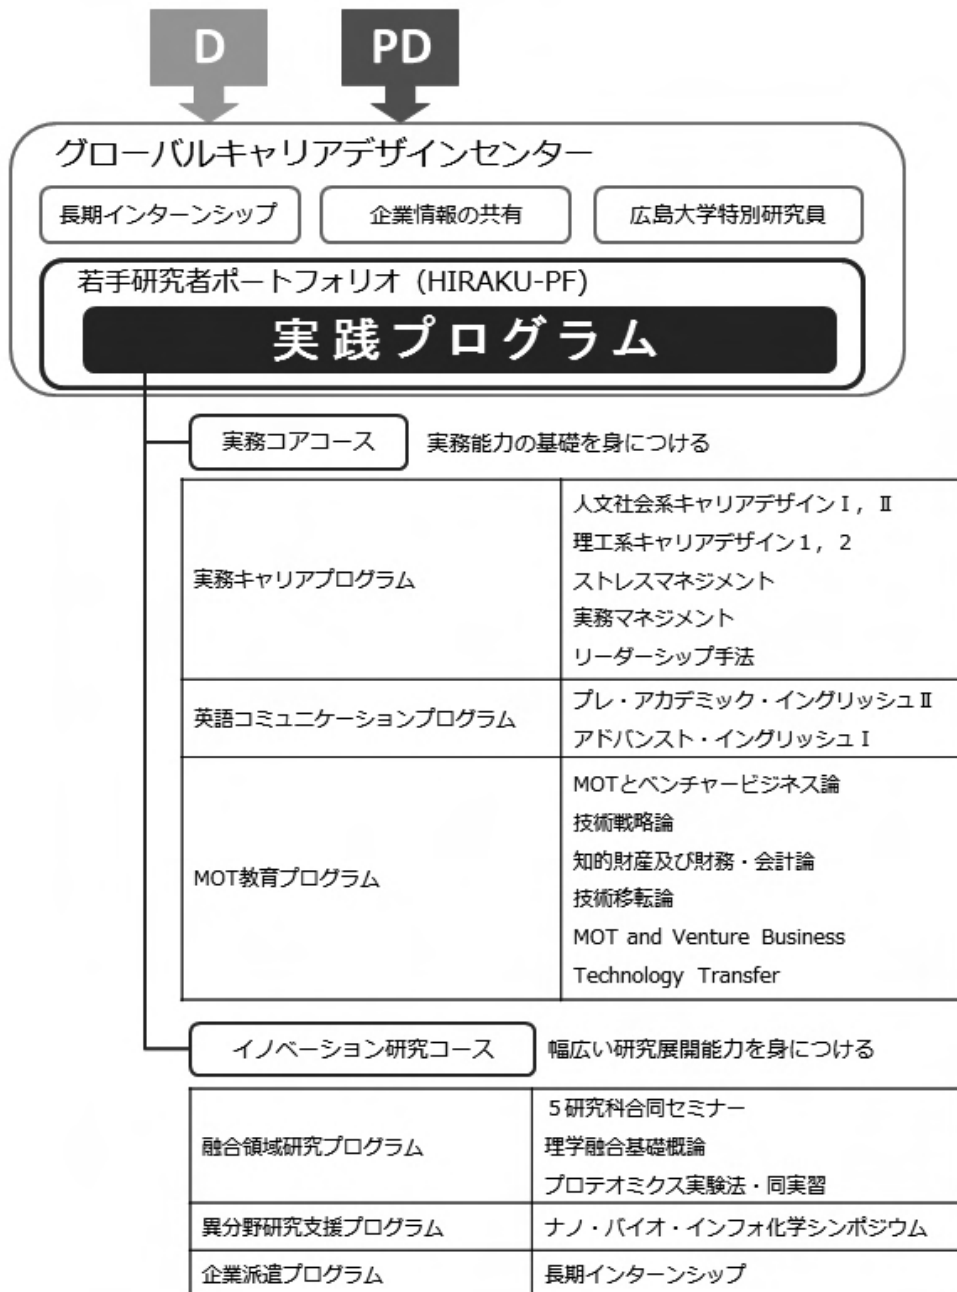 D
PD
グローバルキャリアデザインセンター
長期インターンシップ
企業情報の共有
広島大学特別研究員
若手研究者ポートフォリオ (HIRAKU-PF)
実践プログラム
実務コアコース
実務能力の基礎を身につける
実務キャリアプログラム
人文社会系キャリアデザインⅠ，Ⅱ
理工系キャリアデザイン１，２
ストレスマネジメント
実務マネジメント
リーダーシップ手法
英語コミュニケーションプログラム
プレ・アカデミック・イングリッシュⅡ
アドバンスト・イングリッシュⅠ
MOT教育プログラム
MOTとベンチャービジネス論
技術戦略論
知的財産及び財務・会計論
技術移転論
MOT and Venture Business
Technology Transfer
イノベーション研究コース
幅広い研究展開能力を身につける
融合領域研究プログラム
５研究科合同セミナー
理学融合基礎概論
プロテオミクス実験法・同実習
異分野研究支援プログラム
ナノ・バイオ・インフォ化学シンポジウム
企業派遣プログラム
長期インターンシップ